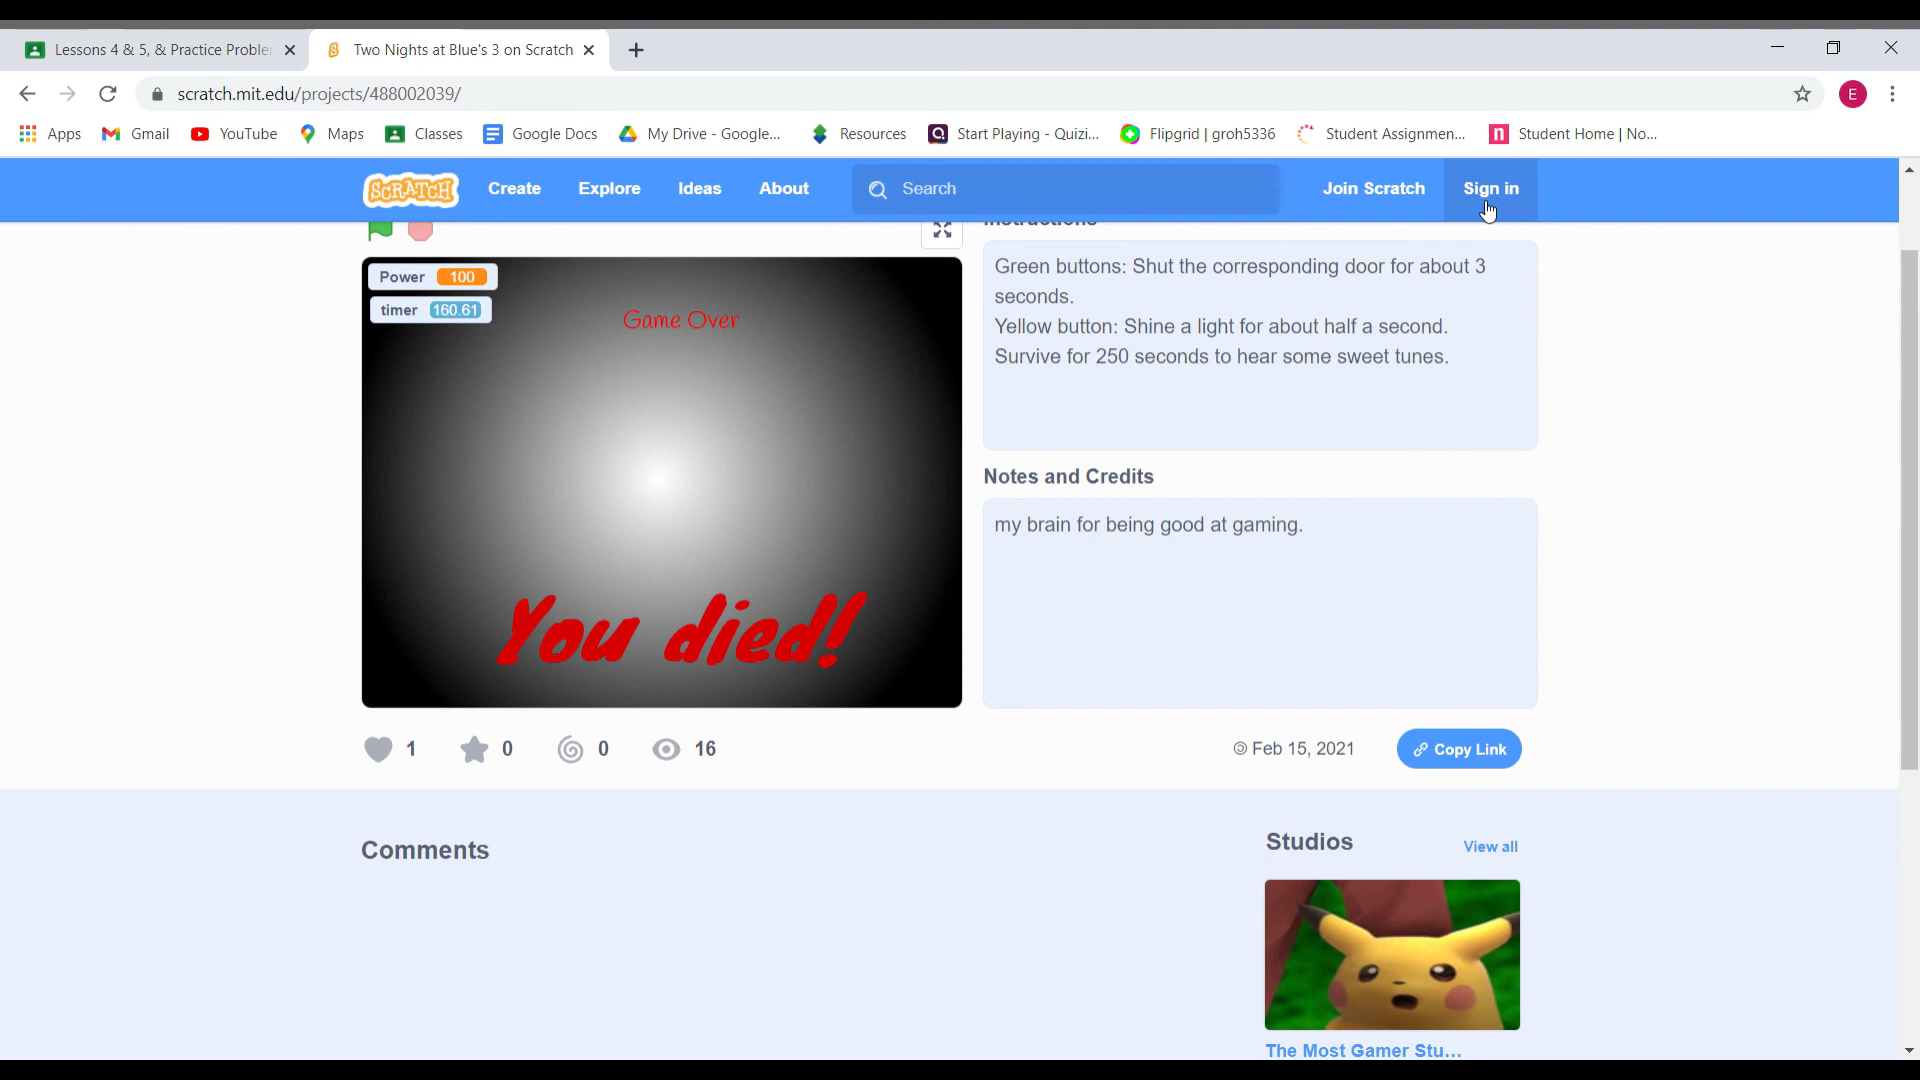 Lessons 4 & 5, & Practice Proble
Two Nights at Blue's 3 on Scratch
scratch.mit.edu/projects/488002039/
E
Apps
Gmail
YouTube
Maps
Classes
Google Docs
My Drive - Google...
Resources
Start Playing - Quizi...
Flipgrid | groh5336
Student Assignmen...
Student Home | No...
SCRATCH
Create
Explore
Ideas
About
Search
Join Scratch
Sign in
Instructions
Power 100
timer 160.61
Game Over
You died!
Green buttons: Shut the corresponding door for about 3
seconds.
Yellow button: Shine a light for about half a second.
Survive for 250 seconds to hear some sweet tunes.
Notes and Credits
my brain for being good at gaming.
1
0
0
16
Feb 15, 2021
Copy Link
Comments
Studios
View all
The Most Gamer Stu...